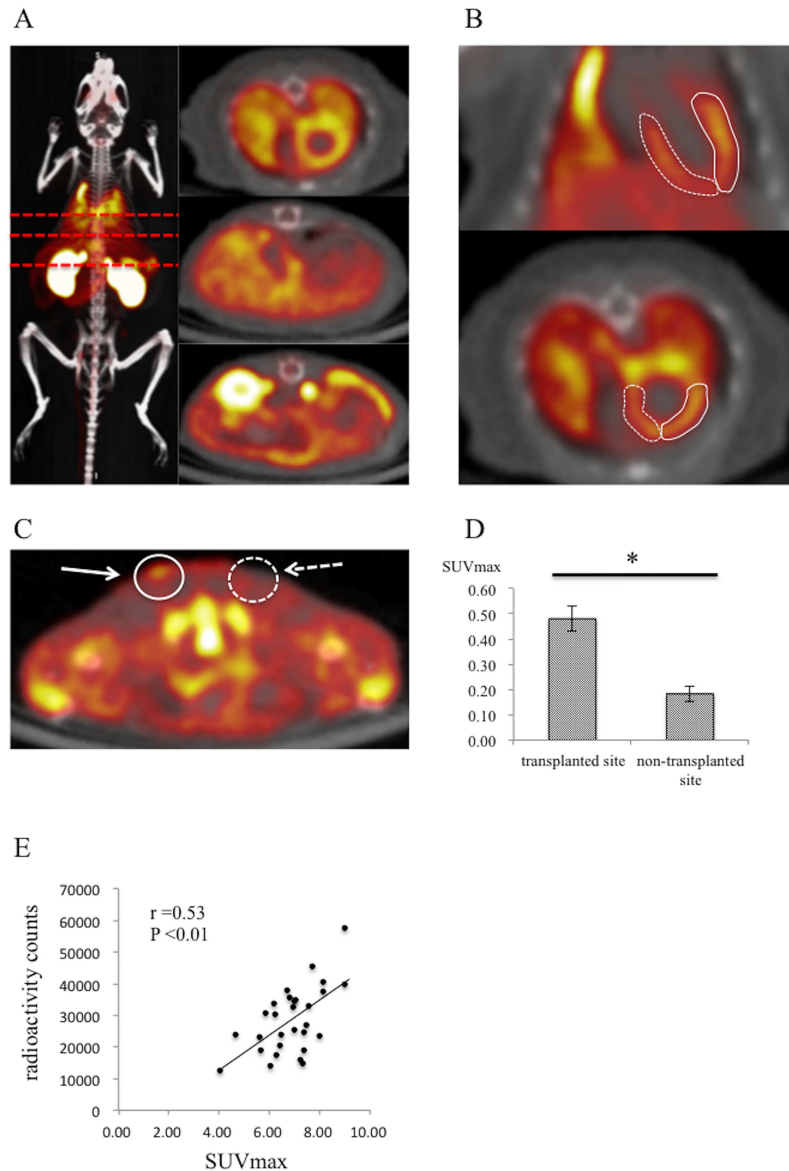 A
B
C
D
SUVmax
*
0.60
0.50
0.40
0.30
0.20
0.10
0.00
transplanted site
non-transplanted
site
E
r =0.53
P <0.01
radioactivity counts
70000
60000
50000
40000
30000
20000
10000
0
0.00 2.00 4.00 6.00 8.00 10.00
SUVmax